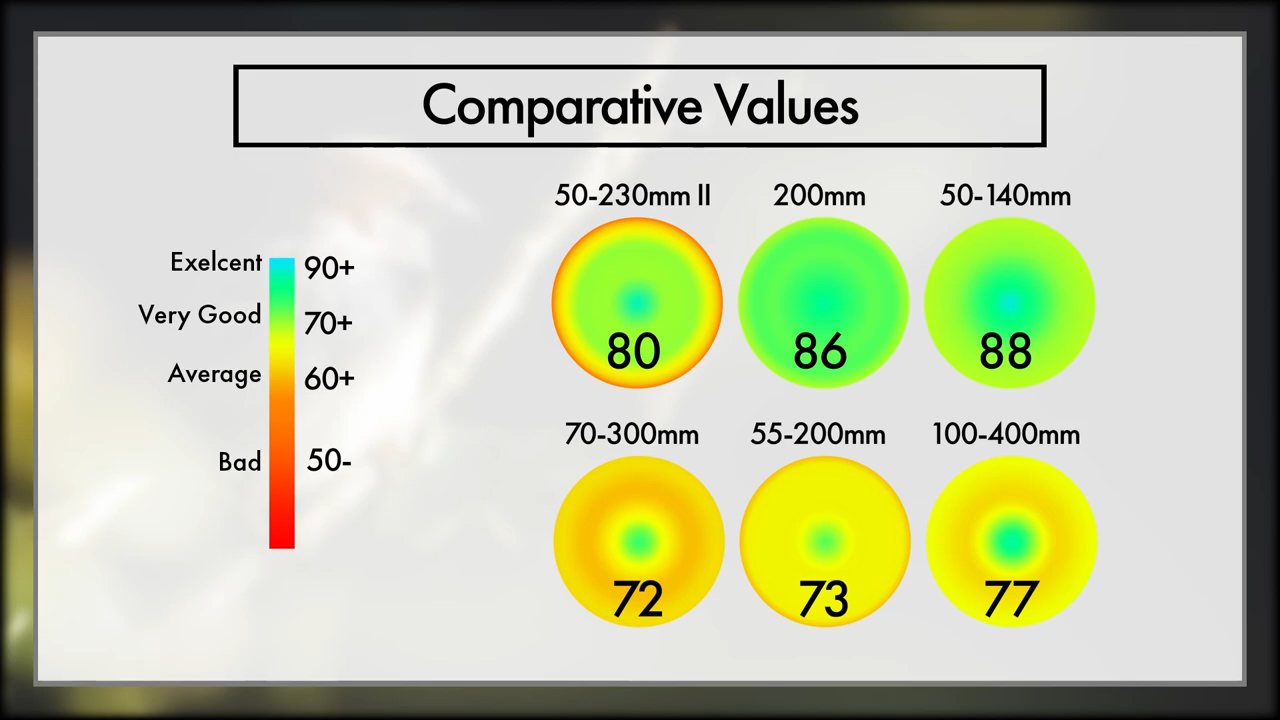 Comparative Values
50-230mm II
200mm
50-140mm
Exelcent
90+
Very Good
70+
Average
60+
Bad
50-
80
86
88
70-300mm
55-200mm
100-400mm
72
73
77